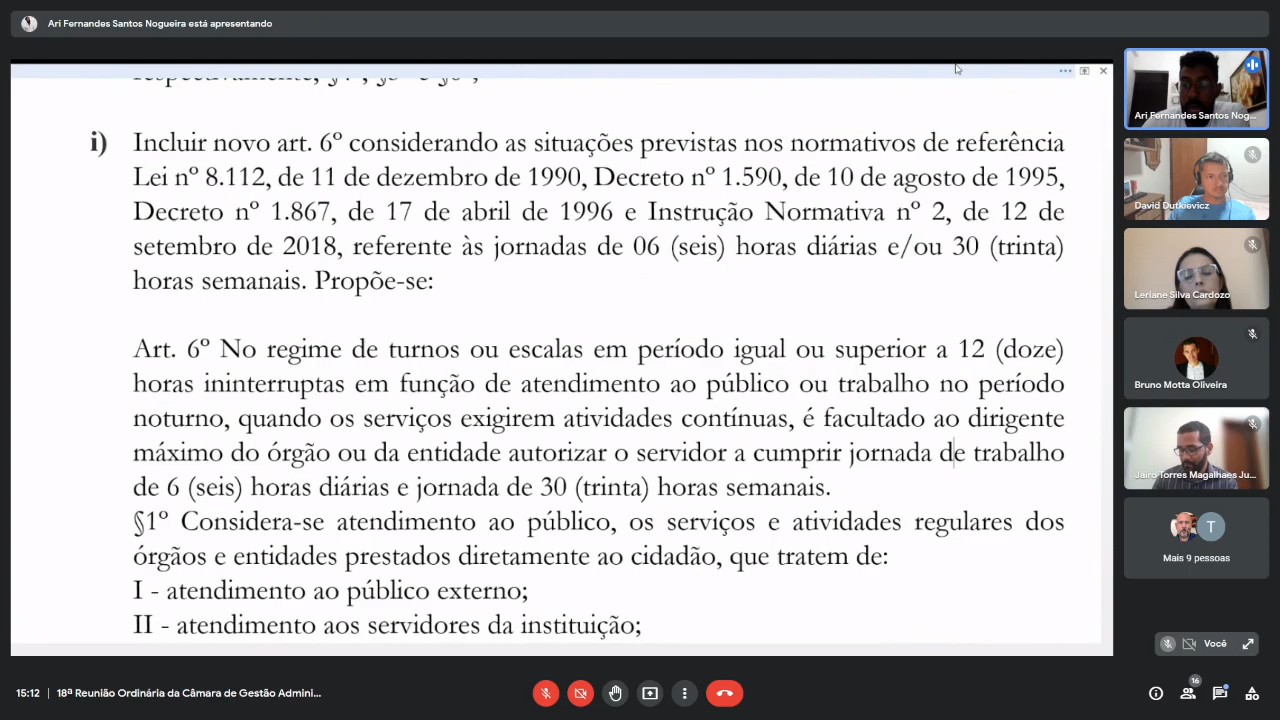 Ari Fernandes Santos Nogueira está apresentando
i) Incluir novo art. 6º considerando as situações previstas nos normativos de referência
Lei nº 8.112, de 11 de dezembro de 1990, Decreto nº 1.590, de 10 de agosto de 1995,
Decreto nº 1.867, de 17 de abril de 1996 e Instrução Normativa nº 2, de 12 de
setembro de 2018, referente às jornadas de 06 (seis) horas diárias e/ou 30 (trinta)
horas semanais. Propõe-se:
Art. 6º No regime de turnos ou escalas em período igual ou superior a 12 (doze)
horas ininterruptas em função de atendimento ao público ou trabalho no período
noturno, quando os serviços exigirem atividades contínuas, é facultado ao dirigente
máximo do órgão ou da entidade autorizar o servidor a cumprir jornada de trabalho
de 6 (seis) horas diárias e jornada de 30 (trinta) horas semanais.
§1º Considera-se atendimento ao público, os serviços e atividades regulares dos
órgãos e entidades prestados diretamente ao cidadão, que tratem de:
I - atendimento ao público externo;
II - atendimento aos servidores da instituição;
Ari Fernandes Santos Nog...
David Dutkievicz
Leriane Silva Cardozo
Bruno Motta Oliveira
Jairo Torres Magalhaes Ju...
T
Mais 9 pessoas
Você
15:12 | 18ª Reunião Ordinária da Câmara de Gestão Admini...
16